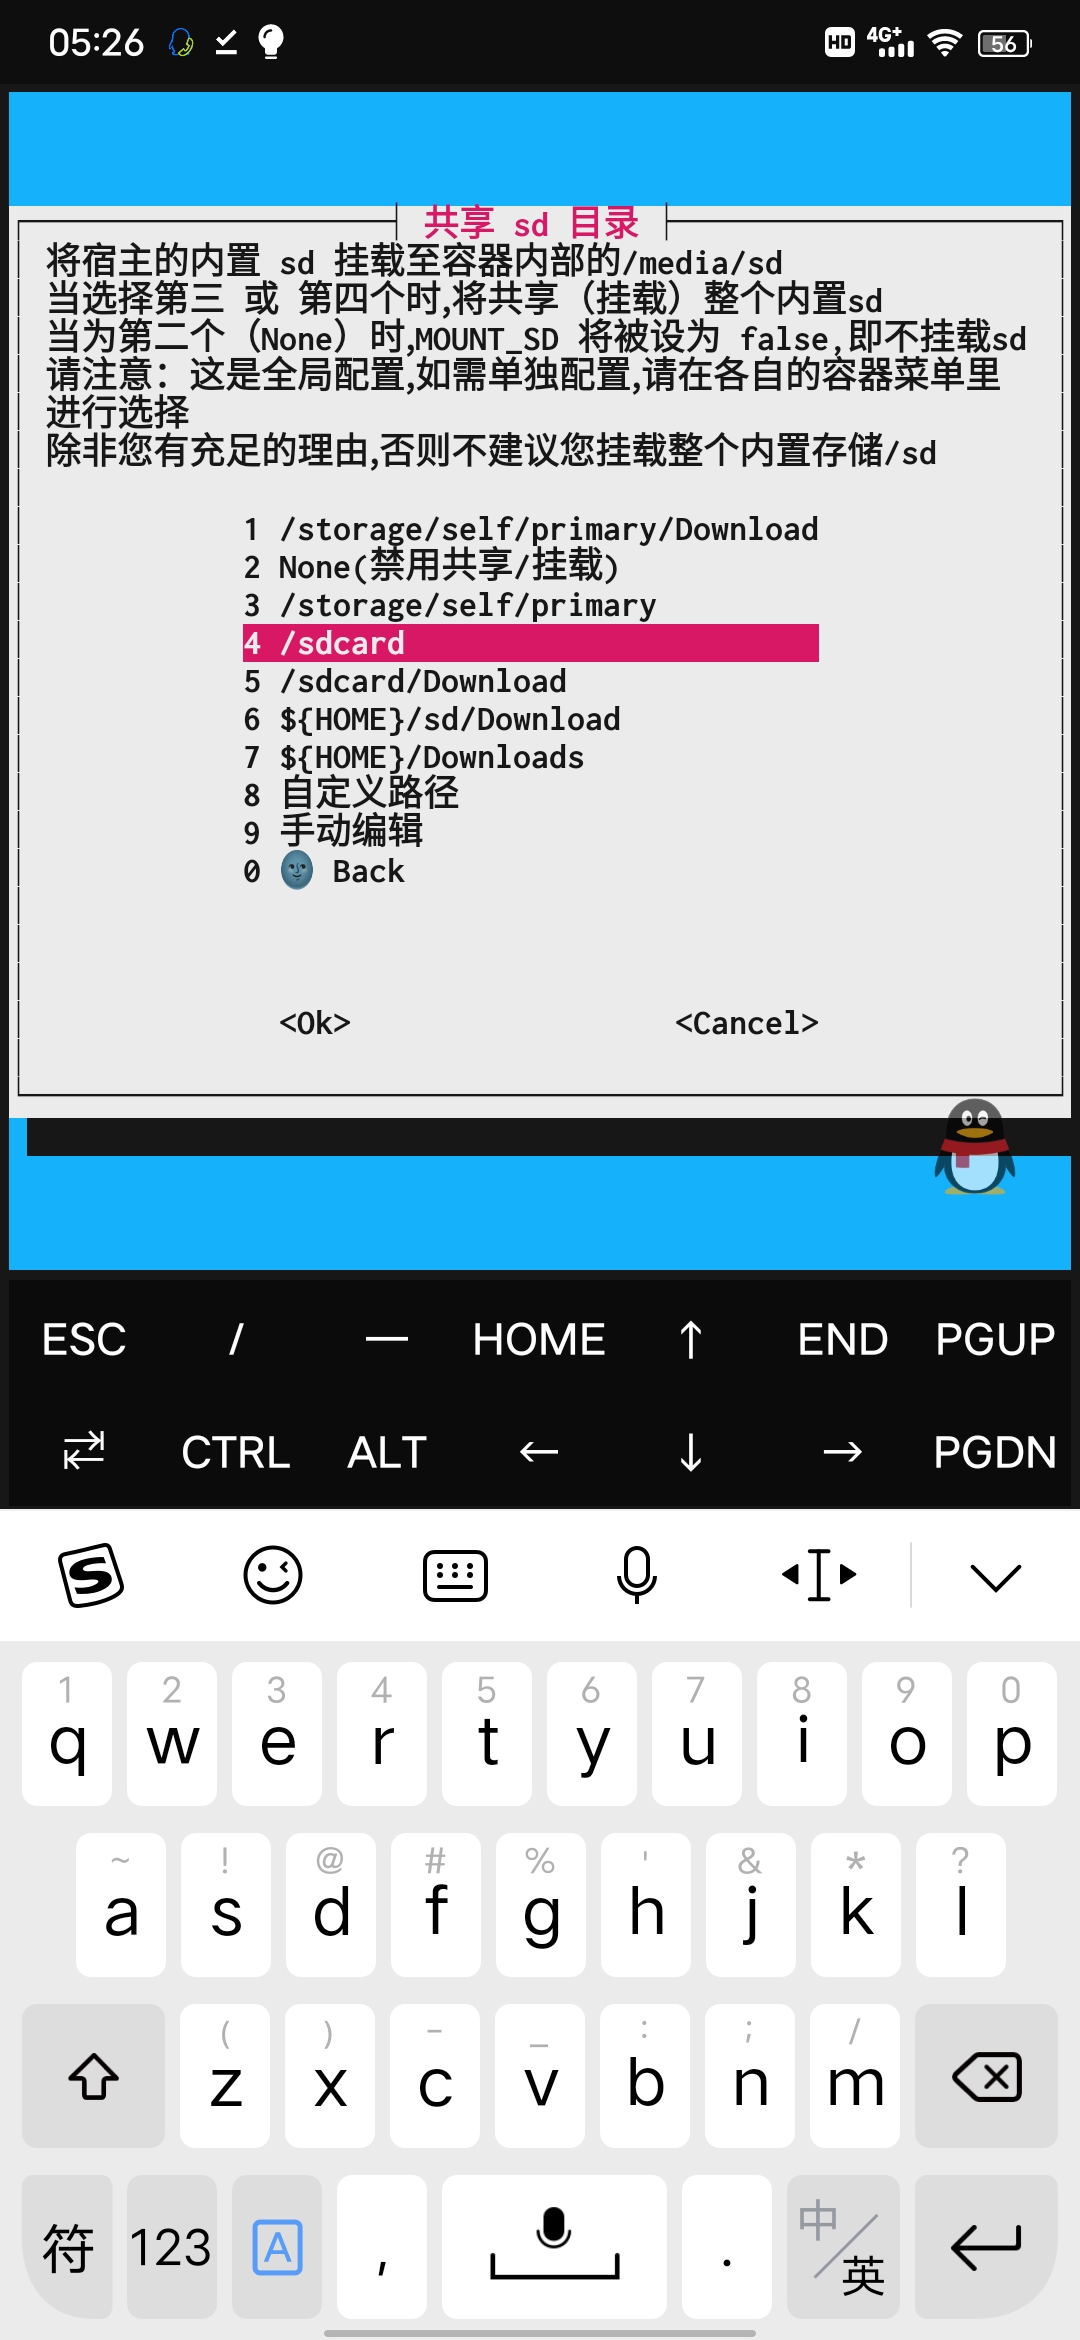 05:26
HD 4G+ 56
共享 sd 目录
将宿主的内置 sd 挂载至容器内部的/media/sd
当选择第三 或 第四个时,将共享（挂载）整个内置sd
当为第二个（None）时,MOUNT_SD 将被设为 false,即不挂载sd
请注意：这是全局配置,如需单独配置,请在各自的容器菜单里
进行选择
除非您有充足的理由,否则不建议您挂载整个内置存储/sd
1 /storage/self/primary/Download
2 None(禁用共享/挂载)
3 /storage/self/primary
4 /sdcard
5 /sdcard/Download
6 ${HOME}/sd/Download
7 ${HOME}/Downloads
8 自定义路径
9 手动编辑
0 🌚 Back
<Ok> <Cancel>
ESC / — HOME ↑ END PGUP
⇄ CTRL ALT ← ↓ → PGDN
S
1 2 3 4 5 6 7 8 9 0
q w e r t y u i o p
~ ! @ # % ' & * ?
a s d f g h j k l
( ) - _ : ; /
z x c v b n m
符 123 A , . 中/英